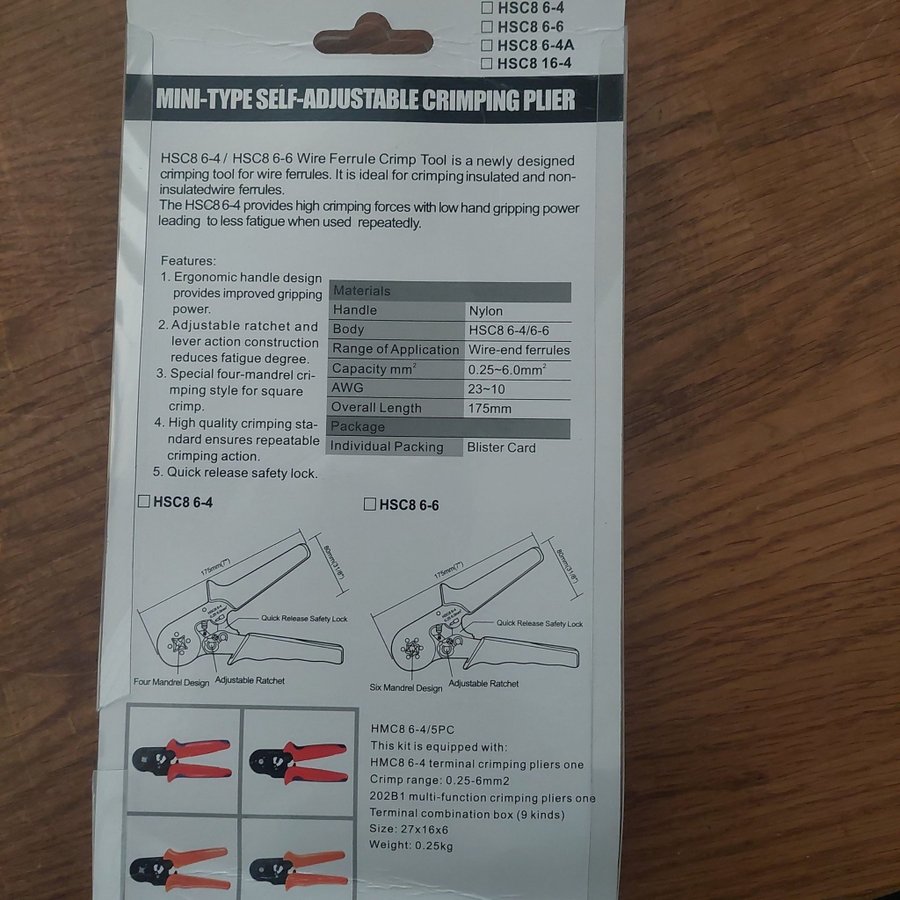 ☐ HSC8 6-4
☐ HSC8 6-6
☐ HSC8 6-4A
☐ HSC8 16-4
MINI-TYPE SELF-ADJUSTABLE CRIMPING PLIER
HSC8 6-4 / HSC8 6-6 Wire Ferrule Crimp Tool is a newly designed
crimping tool for wire ferrules. It is ideal for crimping insulated and non-
insulatedwire ferrules.
The HSC8 6-4 provides high crimping forces with low hand gripping power
leading to less fatigue when used repeatedly.
Features:
1. Ergonomic handle design
provides improved gripping
power.
2. Adjustable ratchet and
lever action construction
reduces fatigue degree.
3. Special four-mandrel cri-
mping style for square
crimp.
4. High quality crimping sta-
ndard ensures repeatable
crimping action.
5. Quick release safety lock.
Materials
Handle Nylon
Body HSC8 6-4/6-6
Range of Application Wire-end ferrules
Capacity mm² 0.25~6.0mm²
AWG 23~10
Overall Length 175mm
Package
Individual Packing Blister Card
☐ HSC8 6-4
175mm(7")
80mm(31/8")
Quick Release Safety Lock
Four Mandrel Design
Adjustable Ratchet
☐ HSC8 6-6
175mm(7")
80mm(31/8")
Quick Release Safety Lock
Six Mandrel Design
Adjustable Ratchet
HMC8 6-4/5PC
This kit is equipped with:
HMC8 6-4 terminal crimping pliers one
Crimp range: 0.25-6mm2
202B1 multi-function crimping pliers one
Terminal combination box (9 kinds)
Size: 27x16x6
Weight: 0.25kg